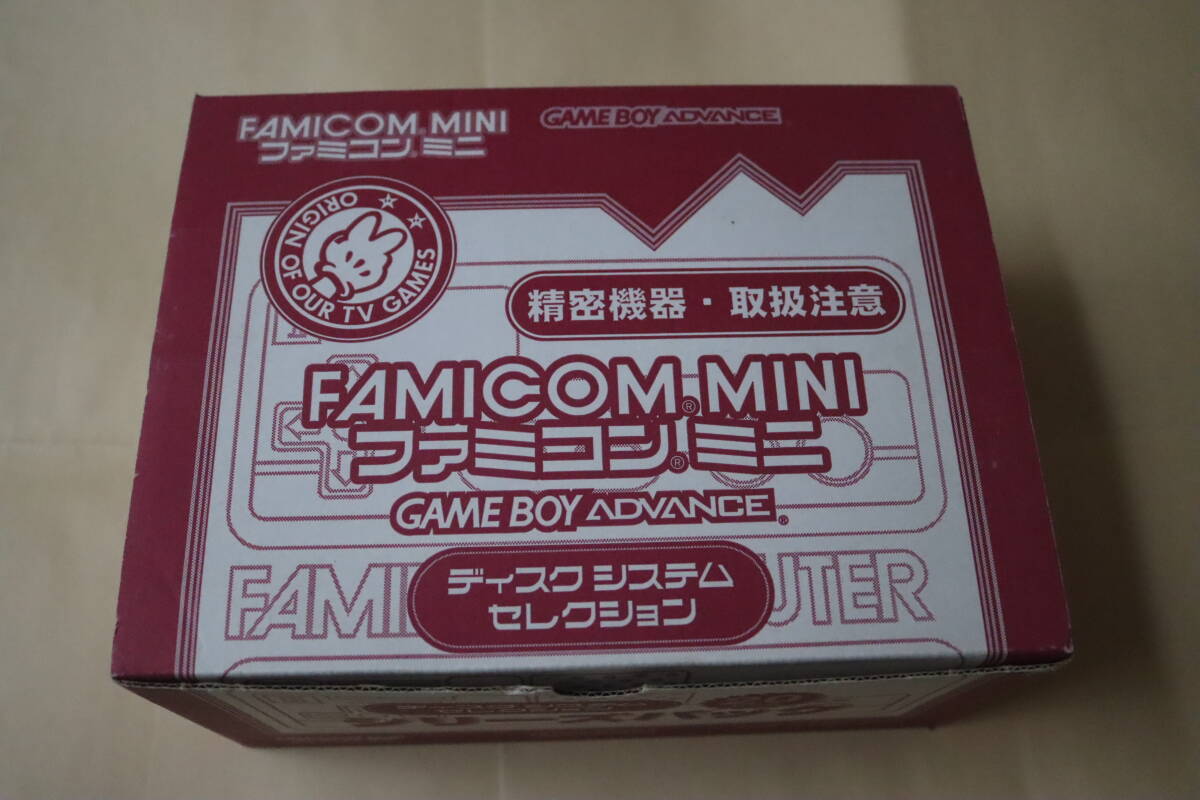 FAMICOM® MINI
ファミコン® ミニ
GAME BOY ADVANCE
ORIGIN OF OUR TV GAMES
精密機器・取扱注意
FAMICOM® MINI
ファミコン® ミニ
GAME BOY ADVANCE®
FAMI
UTER
ディスク システム
セレクション